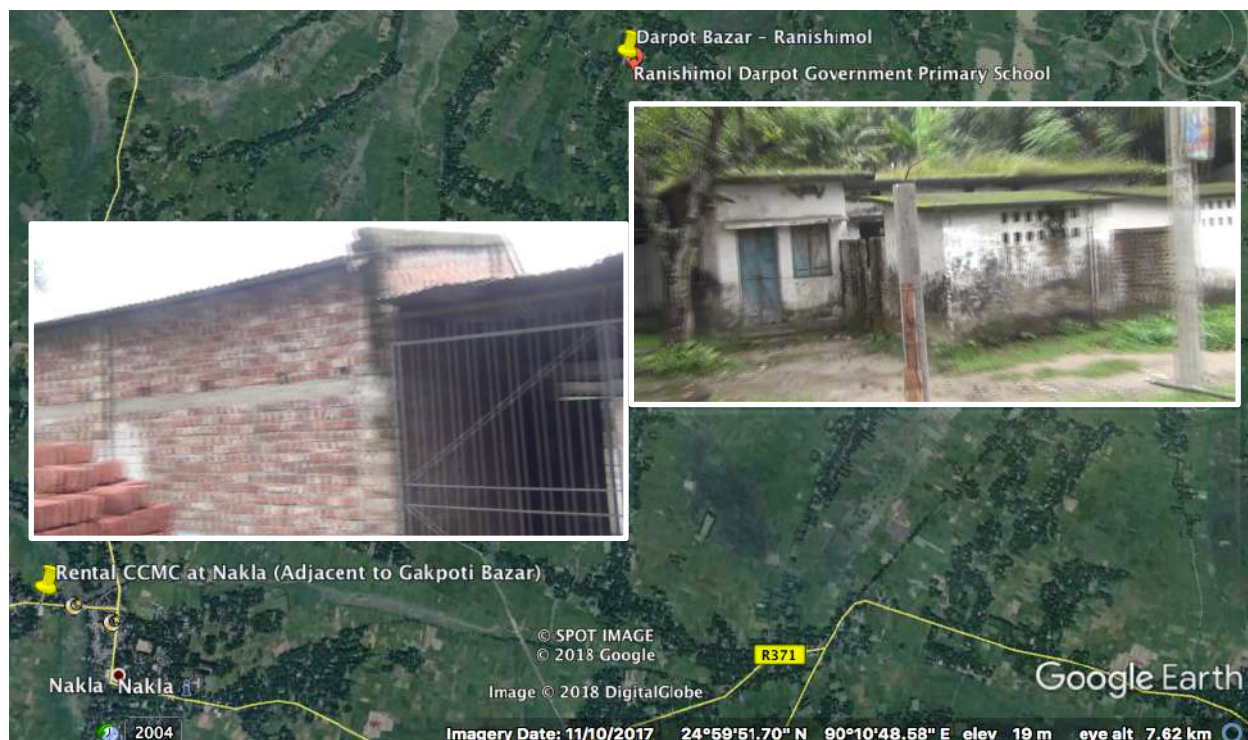 Darpot Bazar - Ranishimol
Ranishimol Darpot Government Primary School
Rental CCMC at Nakla (Adjacent to Gakpoti Bazar)
© SPOT IMAGE
© 2018 Google
R371
Nakla Nakla
Image © 2018 DigitalGlobe
Google Earth
2004
Imagery Date: 11/10/2017 24°59'51.70" N 90°10'48.58" E elev 19 m eye alt 7.62 km